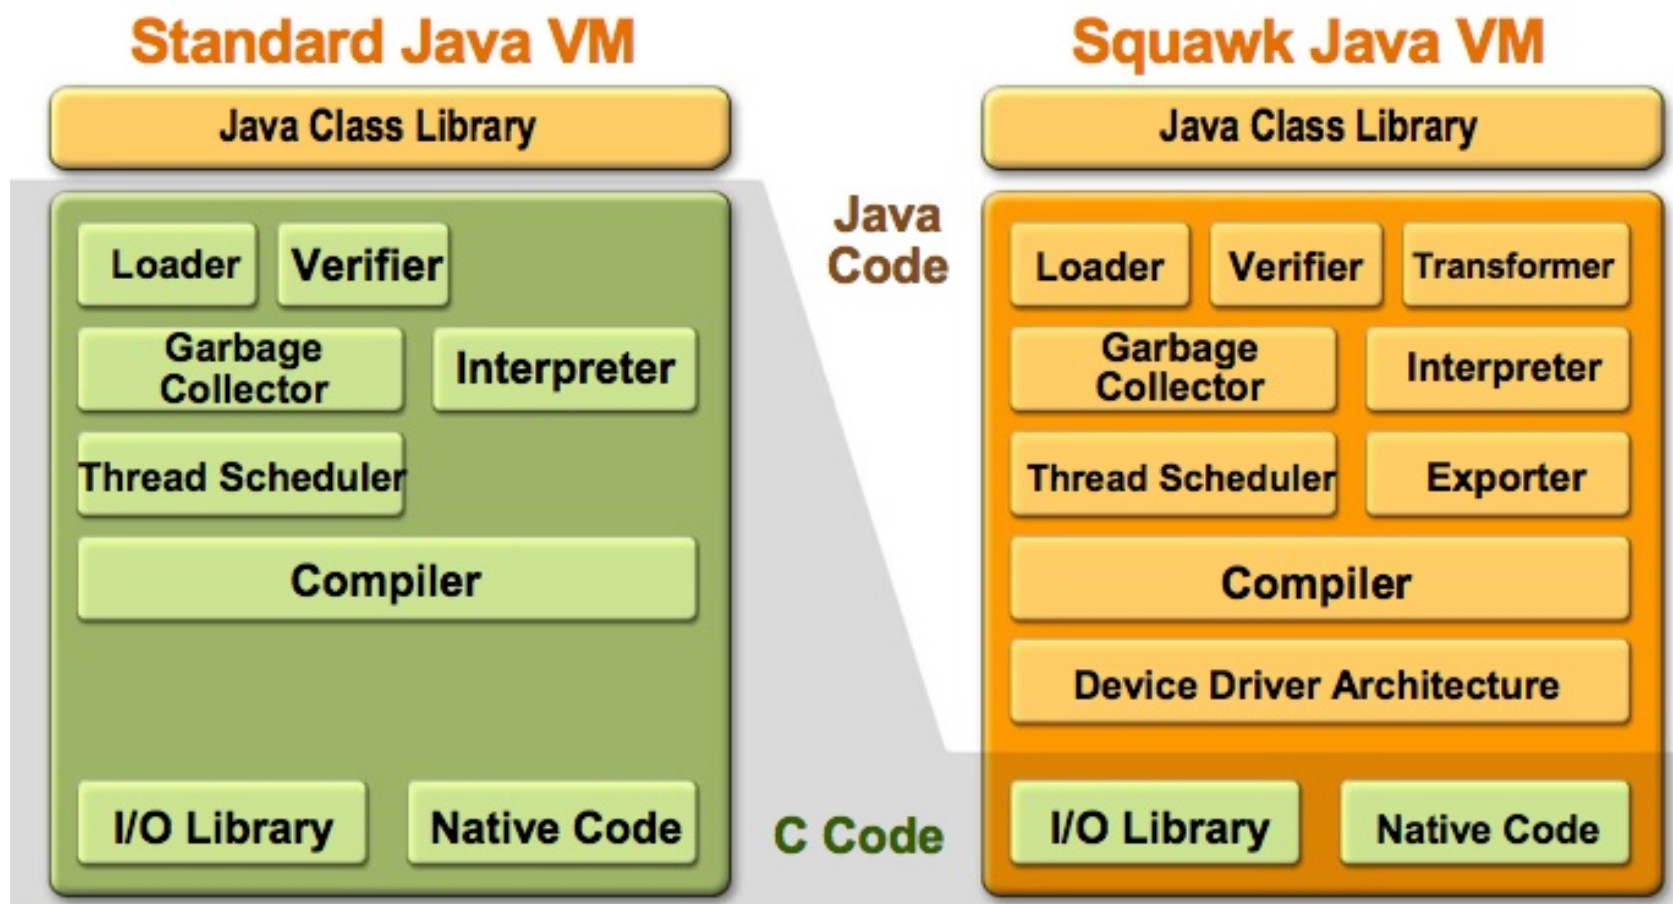 Standard Java VM
Java Class Library
Loader
Verifier
Garbage
Collector
Interpreter
Thread Scheduler
Compiler
I/O Library
Native Code
Java
Code
C Code
Squawk Java VM
Java Class Library
Loader
Verifier
Transformer
Garbage
Collector
Interpreter
Thread Scheduler
Exporter
Compiler
Device Driver Architecture
I/O Library
Native Code